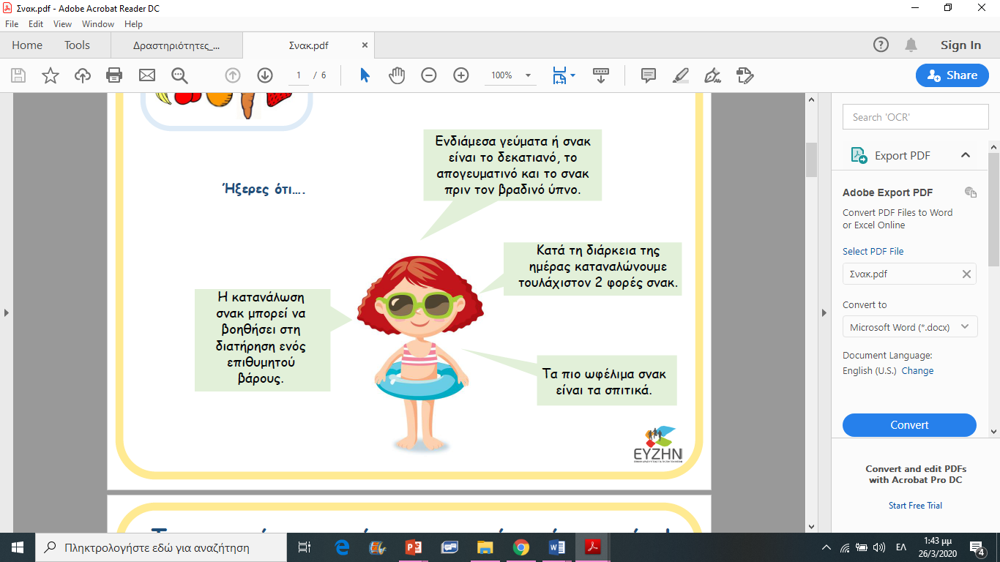 Σνακ.pdf - Adobe Acrobat Reader DC
File Edit View Window Help
Home Tools Δραστηριότητες_... Σνακ.pdf × Sign In
1 / 6 100% Share
Ενδιάμεσα γεύματα ή σνακ
είναι το δεκατιανό, το
απογευματινό και το σνακ
πριν τον βραδινό ύπνο.
Ήξερες ότι....
Κατά τη διάρκεια της
ημέρας καταναλώνουμε
τουλάχιστον 2 φορές σνακ.
Η κατανάλωση
σνακ μπορεί να
βοηθήσει στη
διατήρηση ενός
επιθυμητού
βάρους.
Τα πιο ωφέλιμα σνακ
είναι τα σπιτικά.
ΕΥΖΗΝ
Search 'OCR'
Export PDF
Adobe Export PDF
Convert PDF Files to Word
or Excel Online
Select PDF File
Σνακ.pdf
Convert to
Microsoft Word (*.docx)
Document Language:
English (U.S.) Change
Convert
Convert and edit PDFs
with Acrobat Pro DC
Start Free Trial
Πληκτρολογήστε εδώ για αναζήτηση
ΕΛ
1:43 μμ
26/3/2020
4